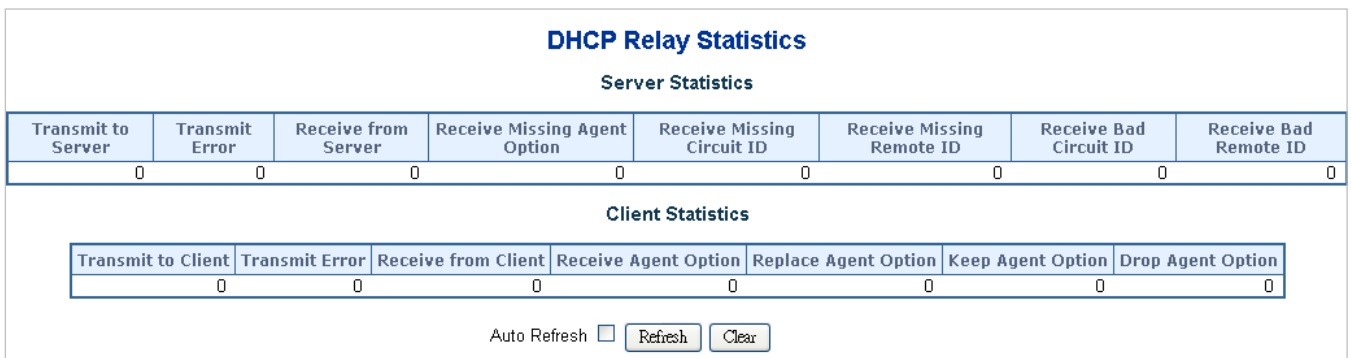 DHCP Relay Statistics
Server Statistics
Transmit to Server Transmit Error Receive from Server Receive Missing Agent Option Receive Missing Circuit ID Receive Missing Remote ID Receive Bad Circuit ID Receive Bad Remote ID
0 0 0 0 0 0 0 0
Client Statistics
Transmit to Client Transmit Error Receive from Client Receive Agent Option Replace Agent Option Keep Agent Option Drop Agent Option
0 0 0 0 0 0 0
Auto Refresh Refresh Clear